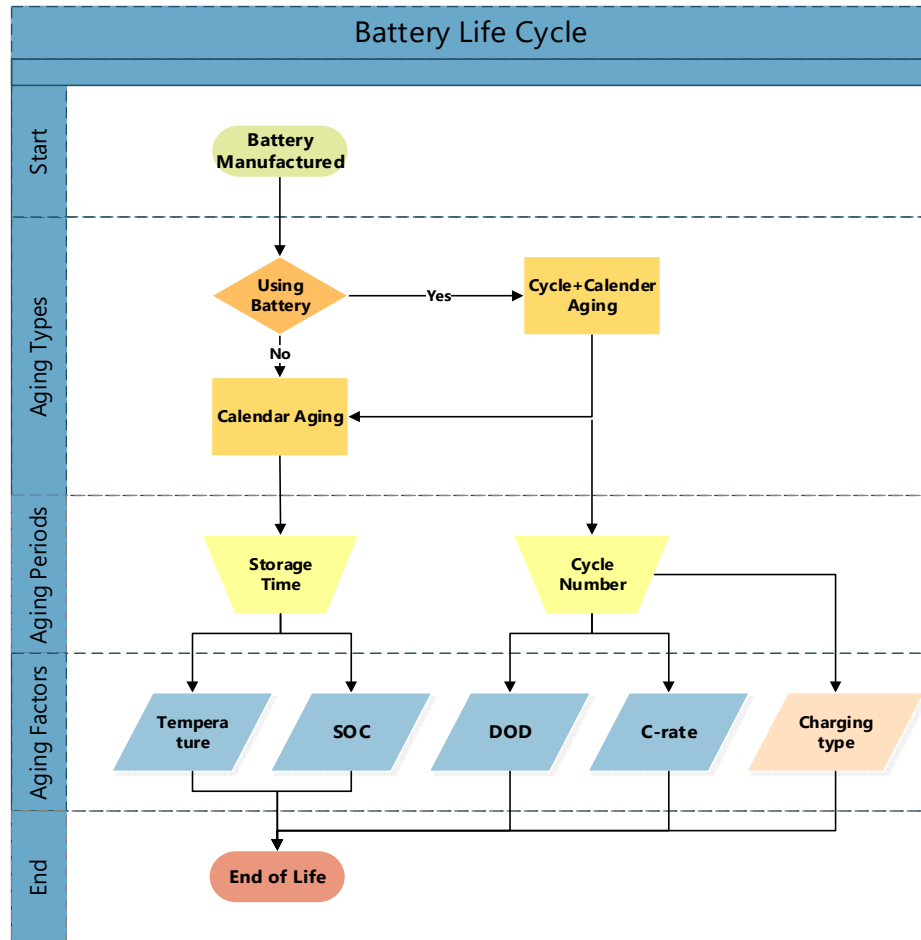 Battery Life Cycle
Start
Battery
Manufactured
Aging Types
Using
Battery
Yes
Cycle+Calender
Aging
No
Calendar Aging
Aging Periods
Storage
Time
Cycle
Number
Aging Factors
Tempera
ture
SOC
DOD
C-rate
Charging
type
End
End of Life